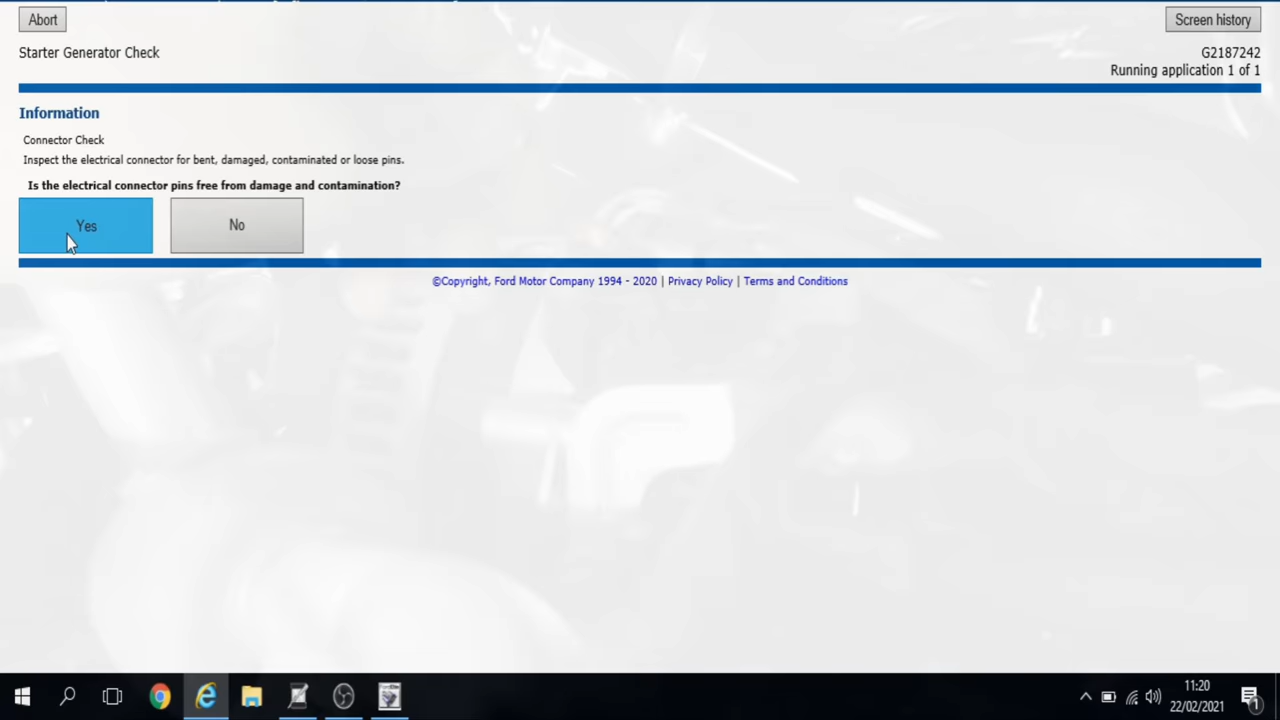 Abort
Screen history
Starter Generator Check
G2187242
Running application 1 of 1
Information
Connector Check
Inspect the electrical connector for bent, damaged, contaminated or loose pins.
Is the electrical connector pins free from damage and contamination?
Yes
No
©Copyright, Ford Motor Company 1994 - 2020 | Privacy Policy | Terms and Conditions
11:20
22/02/2021
1